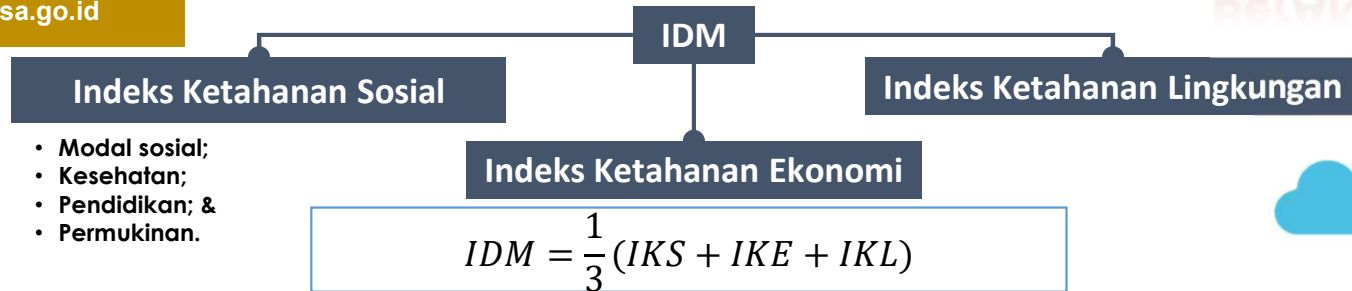 sa.go.id
IDM
Indeks Ketahanan Sosial
Indeks Ketahanan Lingkungan
• Modal sosial;
• Kesehatan;
• Pendidikan; &
• Permukinan.
Indeks Ketahanan Ekonomi
IDM = 1/3 (IKS + IKE + IKL)